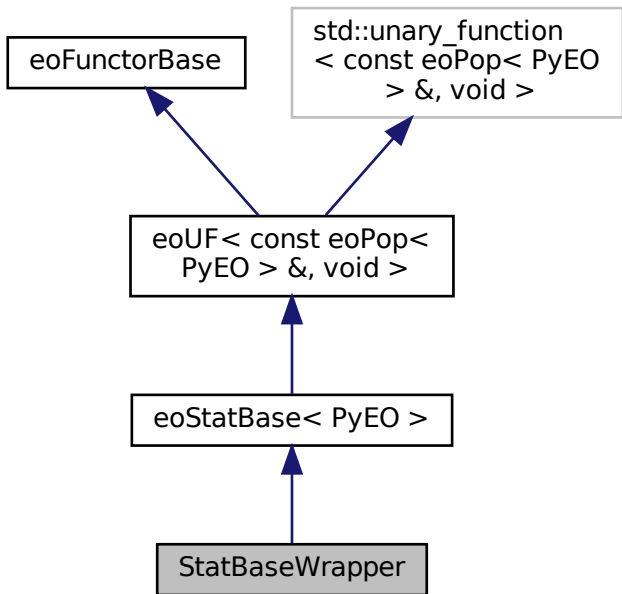 eoFunctorBase
std::unary_function
< const eoPop< PyEO
> &, void >
eoUF< const eoPop<
PyEO > &, void >
eoStatBase< PyEO >
StatBaseWrapper